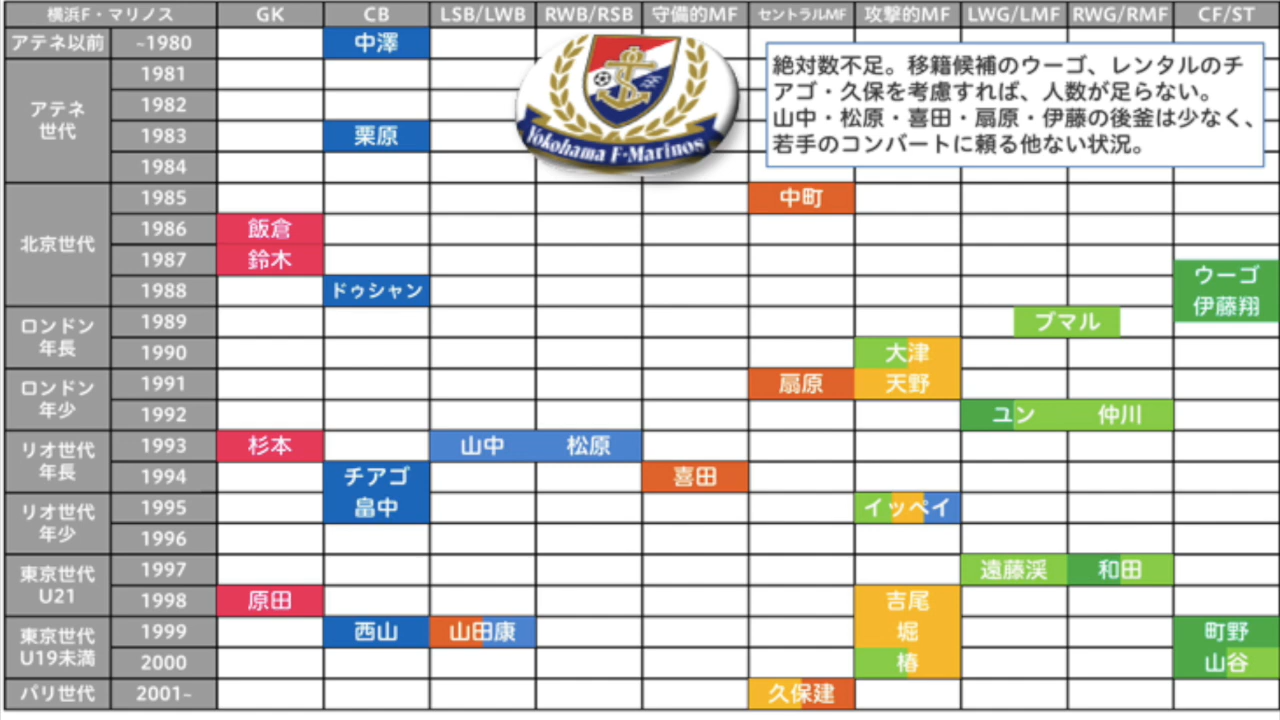 横浜F・マリノス GK CB LSB/LWB RWB/RSB 守備的MF セントラルMF 攻撃的MF LWG/LMF RWG/RMF CF/ST
アテネ以前 ~1980 中澤
アテネ
世代
1981
1982
1983 栗原
1984
Yokohama F·Marinos
絶対数不足。移籍候補のウーゴ、レンタルのチ
アゴ・久保を考慮すれば、人数が足らない。
山中・松原・喜田・扇原・伊藤の後釜は少なく、
若手のコンバートに頼る他ない状況。
北京世代
1985 中町
1986 飯倉
1987 鈴木 ウーゴ
1988 ドゥシャン 伊藤翔
ロンドン
年長
1989 ブマル
1990 大津
ロンドン
年少
1991 扇原 天野
1992 ユン 仲川
リオ世代
年長
1993 杉本 山中 松原
1994 チアゴ 喜田
リオ世代
年少
1995 畠中 イッペイ
1996
東京世代
U21
1997 遠藤渓 和田
1998 原田 吉尾
東京世代
U19未満
1999 西山 山田康 堀 町野
2000 椿 山谷
パリ世代 2001~ 久保建